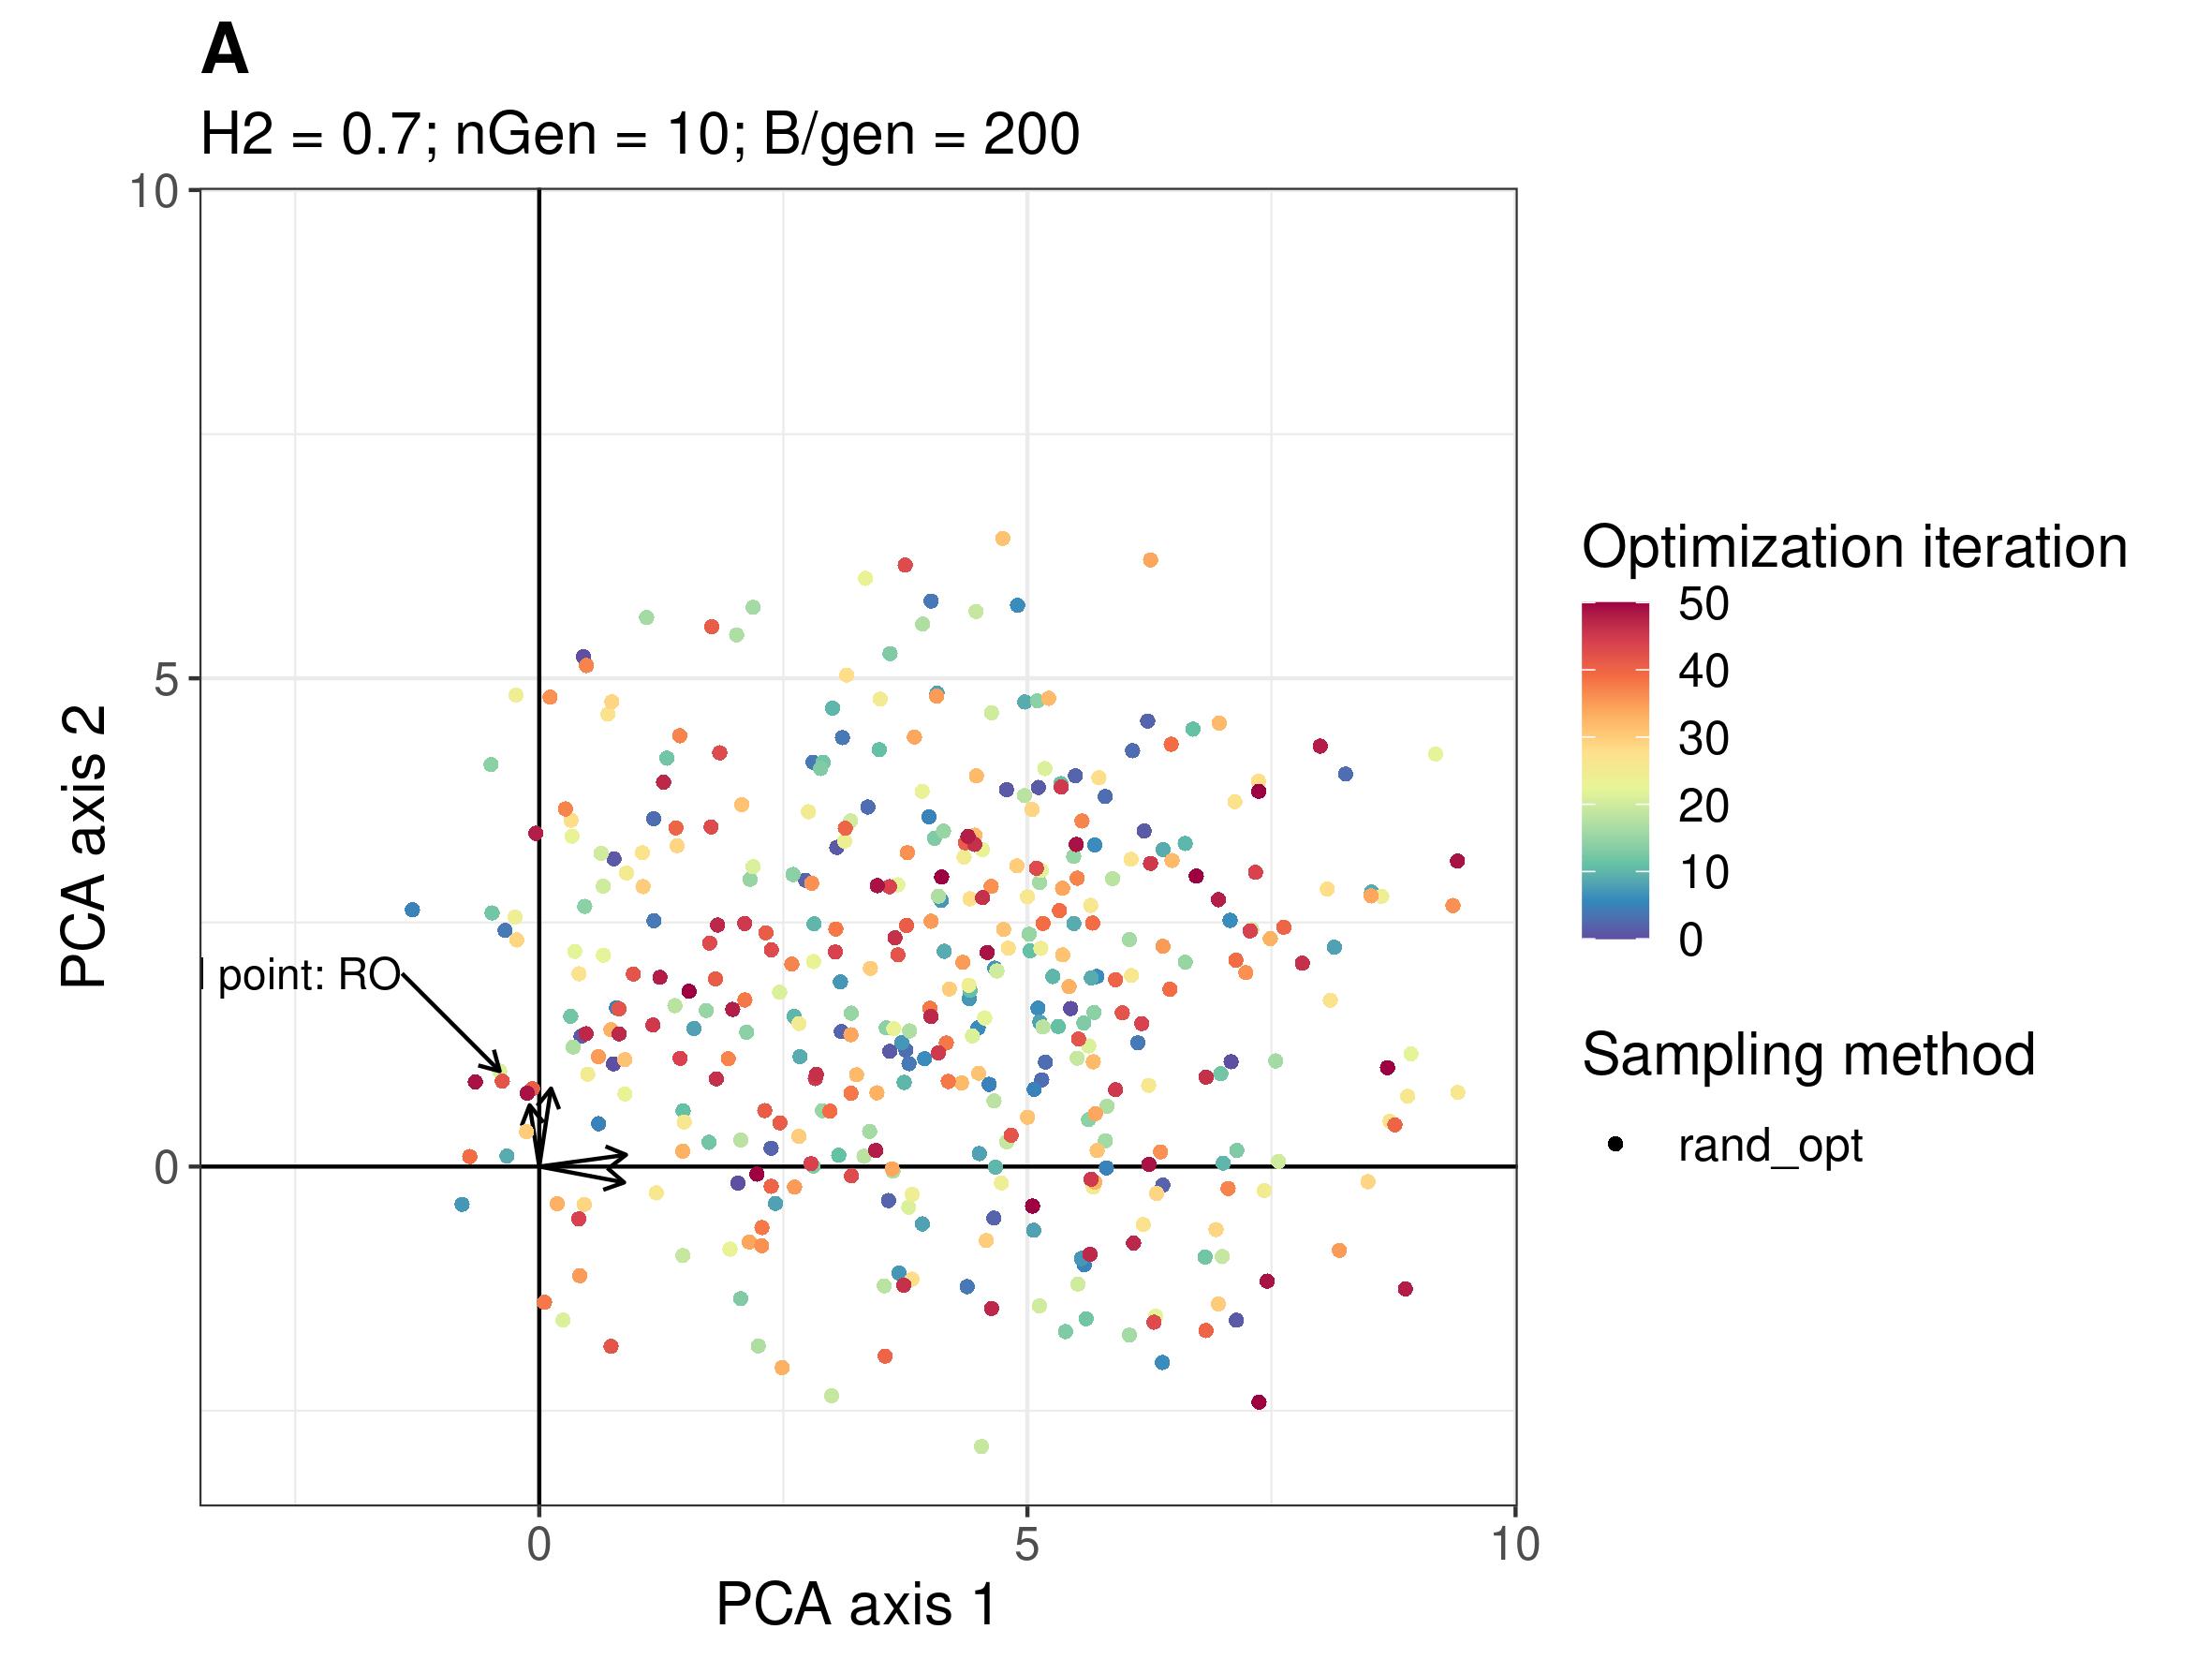 A
H2 = 0.7; nGen = 10; B/gen = 200
10
5
0
PCA axis 2
point: RO
0
5
10
PCA axis 1
Optimization iteration
50
40
30
20
10
0
Sampling method
rand_opt